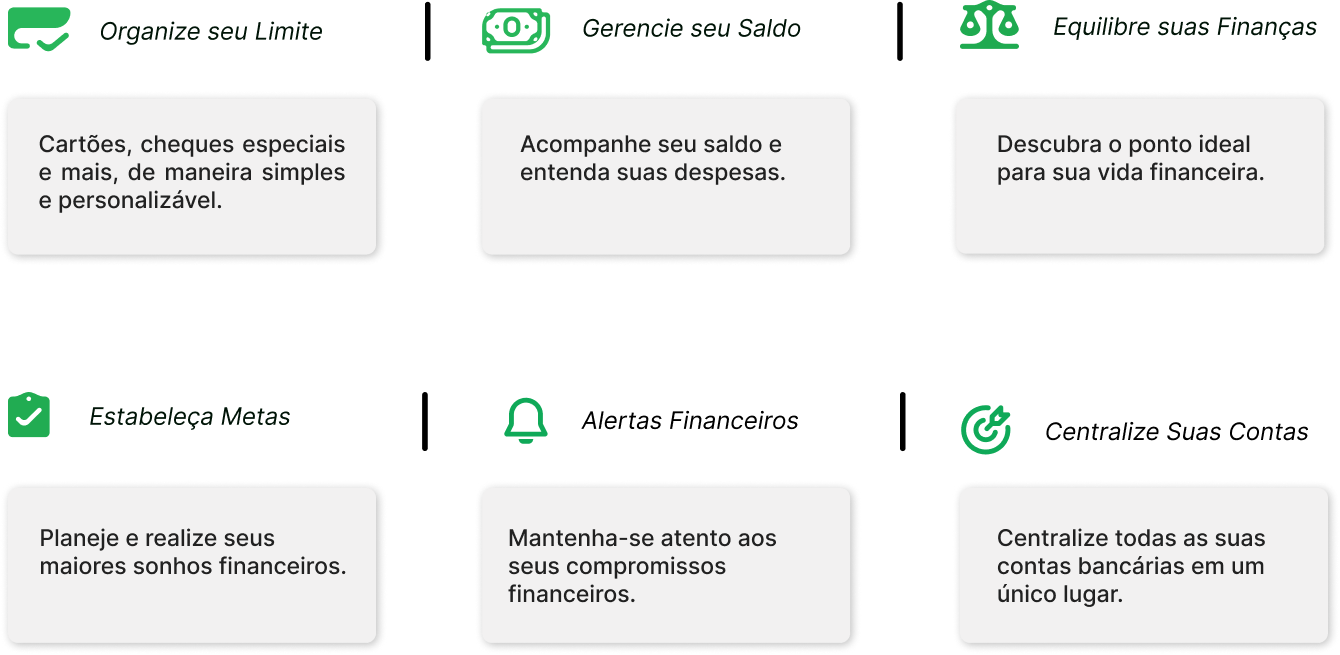 Organize seu Limite
Gerencie seu Saldo
Equilibre suas Finanças
Cartões, cheques especiais
e mais, de maneira simples
e personalizável.
Acompanhe seu saldo e
entenda suas despesas.
Descubra o ponto ideal
para sua vida financeira.
Estabeleça Metas
Alertas Financeiros
Centralize Suas Contas
Planeje e realize seus
maiores sonhos financeiros.
Mantenha-se atento aos
seus compromissos
financeiros.
Centralize todas as suas
contas bancárias em um
único lugar.